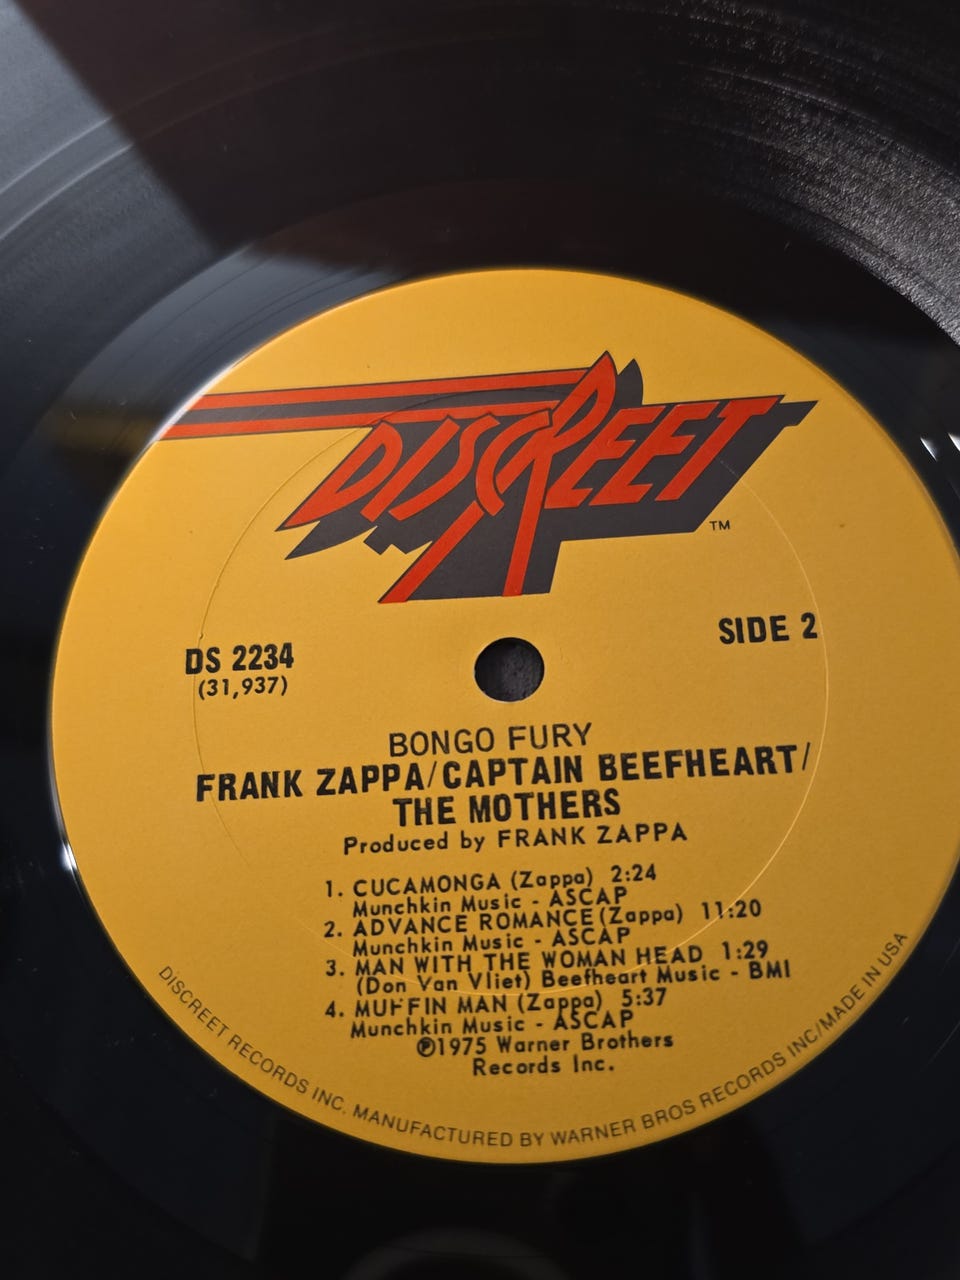 DISCREET
TM
DS 2234
(31,937)
SIDE 2
BONGO FURY
FRANK ZAPPA/CAPTAIN BEEFHEART/
THE MOTHERS
Produced by FRANK ZAPPA
1. CUCAMONGA (Zappa) 2:24
Munchkin Music - ASCAP
2. ADVANCE ROMANCE (Zappa) 11:20
Munchkin Music - ASCAP
3. MAN WITH THE WOMAN HEAD 1:29
(Don Van Vliet) Beefheart Music - BMI
4. MUFFIN MAN (Zappa) 5:37
Munchkin Music - ASCAP
℗1975 Warner Brothers
Records Inc.
DISCREET RECORDS INC. MANUFACTURED BY WARNER BROS RECORDS INC/MADE IN USA